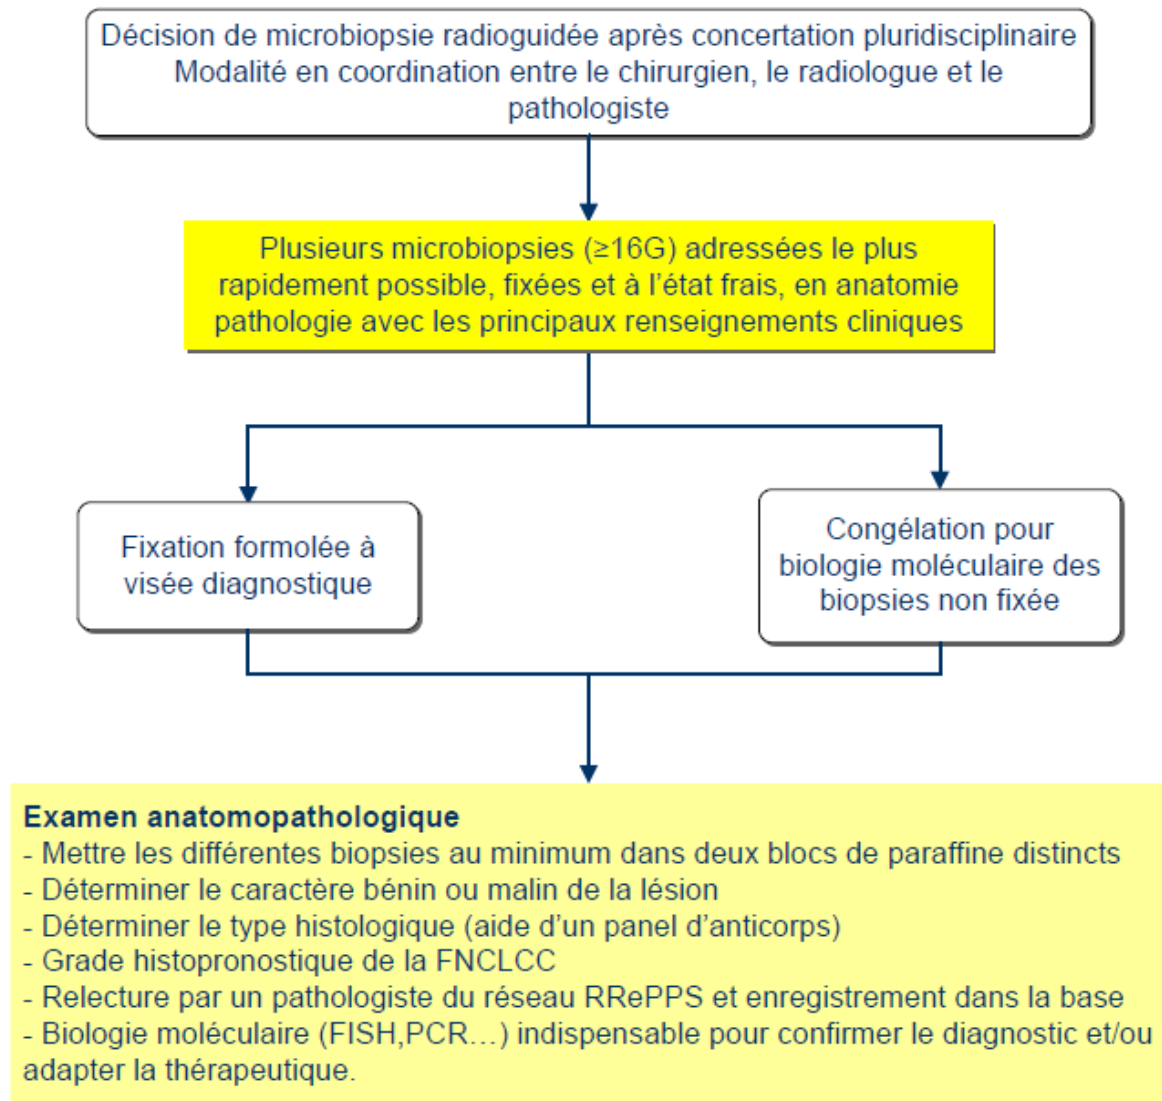 Décision de microbiopsie radioguidée après concertation pluridisciplinaire
Modalité en coordination entre le chirurgien, le radiologue et le
pathologiste
Plusieurs microbiopsies (≥16G) adressées le plus
rapidement possible, fixées et à l'état frais, en anatomie
pathologie avec les principaux renseignements cliniques
Fixation formolée à
visée diagnostique
Congélation pour
biologie moléculaire des
biopsies non fixée
Examen anatomopathologique
- Mettre les différentes biopsies au minimum dans deux blocs de paraffine distincts
- Déterminer le caractère bénin ou malin de la lésion
- Déterminer le type histologique (aide d'un panel d'anticorps)
- Grade histopronostique de la FNCLCC
- Relecture par un pathologiste du réseau RRePPS et enregistrement dans la base
- Biologie moléculaire (FISH,PCR…) indispensable pour confirmer le diagnostic et/ou
adapter la thérapeutique.